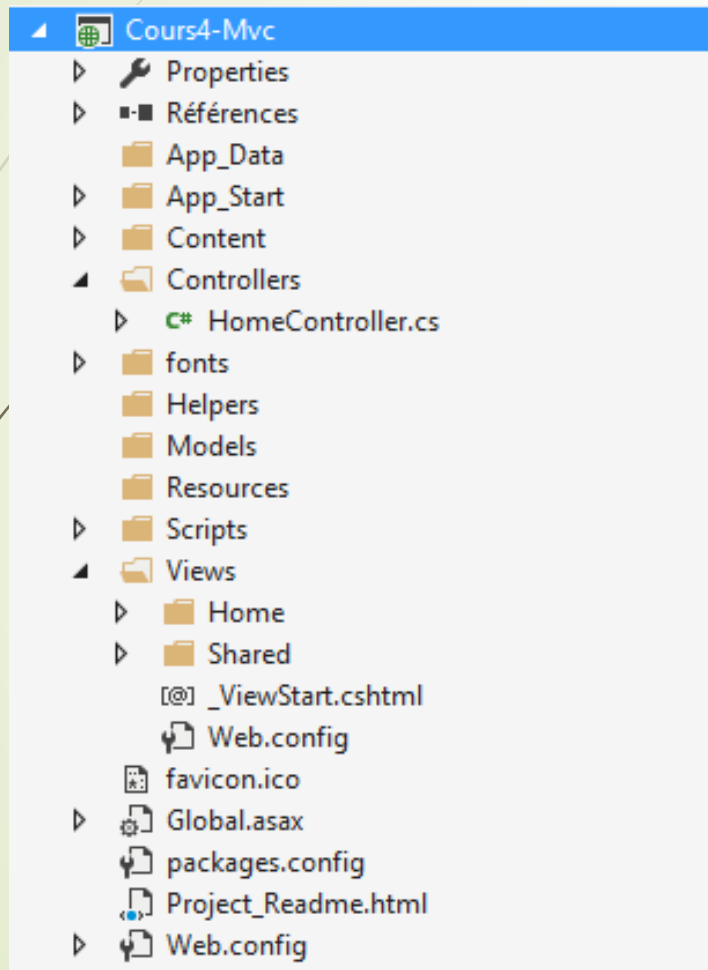 Cours4-Mvc
Properties
Références
App_Data
App_Start
Content
Controllers
C# HomeController.cs
fonts
Helpers
Models
Resources
Scripts
Views
Home
Shared
[@] _ViewStart.cshtml
Web.config
favicon.ico
Global.asax
packages.config
Project_Readme.html
Web.config